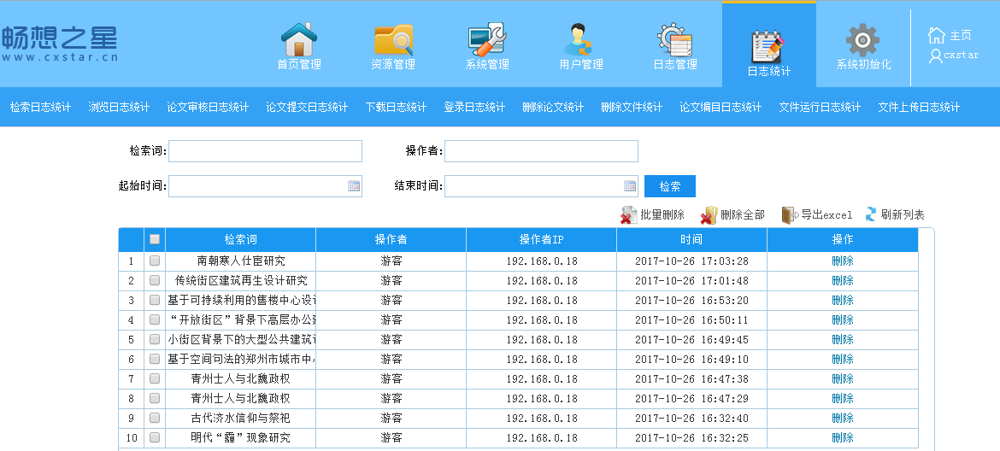 畅想之星
www.cxstar.cn
首页管理 资源管理 系统管理 用户管理 日志管理 日志统计 系统初始化
主页
cxstar
检索日志统计 浏览日志统计 论文审核日志统计 论文提交日志统计 下载日志统计 登录日志统计 删除论文统计 删除文件统计 论文编目日志统计 文件运行日志统计 文件上传日志统计
检索词: 操作者:
起始时间: 结束时间: 检索
批量删除 删除全部 导出excel 刷新列表
检索词 操作者 操作者IP 时间 操作
1 南朝寒人仕宦研究 游客 192.168.0.18 2017-10-26 17:03:28 删除
2 传统街区建筑再生设计研究 游客 192.168.0.18 2017-10-26 17:01:48 删除
3 基于可持续利用的售楼中心设计 游客 192.168.0.18 2017-10-26 16:53:20 删除
4 “开放街区”背景下高层办公建 游客 192.168.0.18 2017-10-26 16:50:11 删除
5 小街区背景下的大型公共建筑设 游客 192.168.0.18 2017-10-26 16:49:45 删除
6 基于空间句法的郑州市城市中心 游客 192.168.0.18 2017-10-26 16:49:10 删除
7 青州士人与北魏政权 游客 192.168.0.18 2017-10-26 16:47:38 删除
8 青州士人与北魏政权 游客 192.168.0.18 2017-10-26 16:47:29 删除
9 古代济水信仰与祭祀 游客 192.168.0.18 2017-10-26 16:32:40 删除
10 明代“霾”现象研究 游客 192.168.0.18 2017-10-26 16:32:25 删除